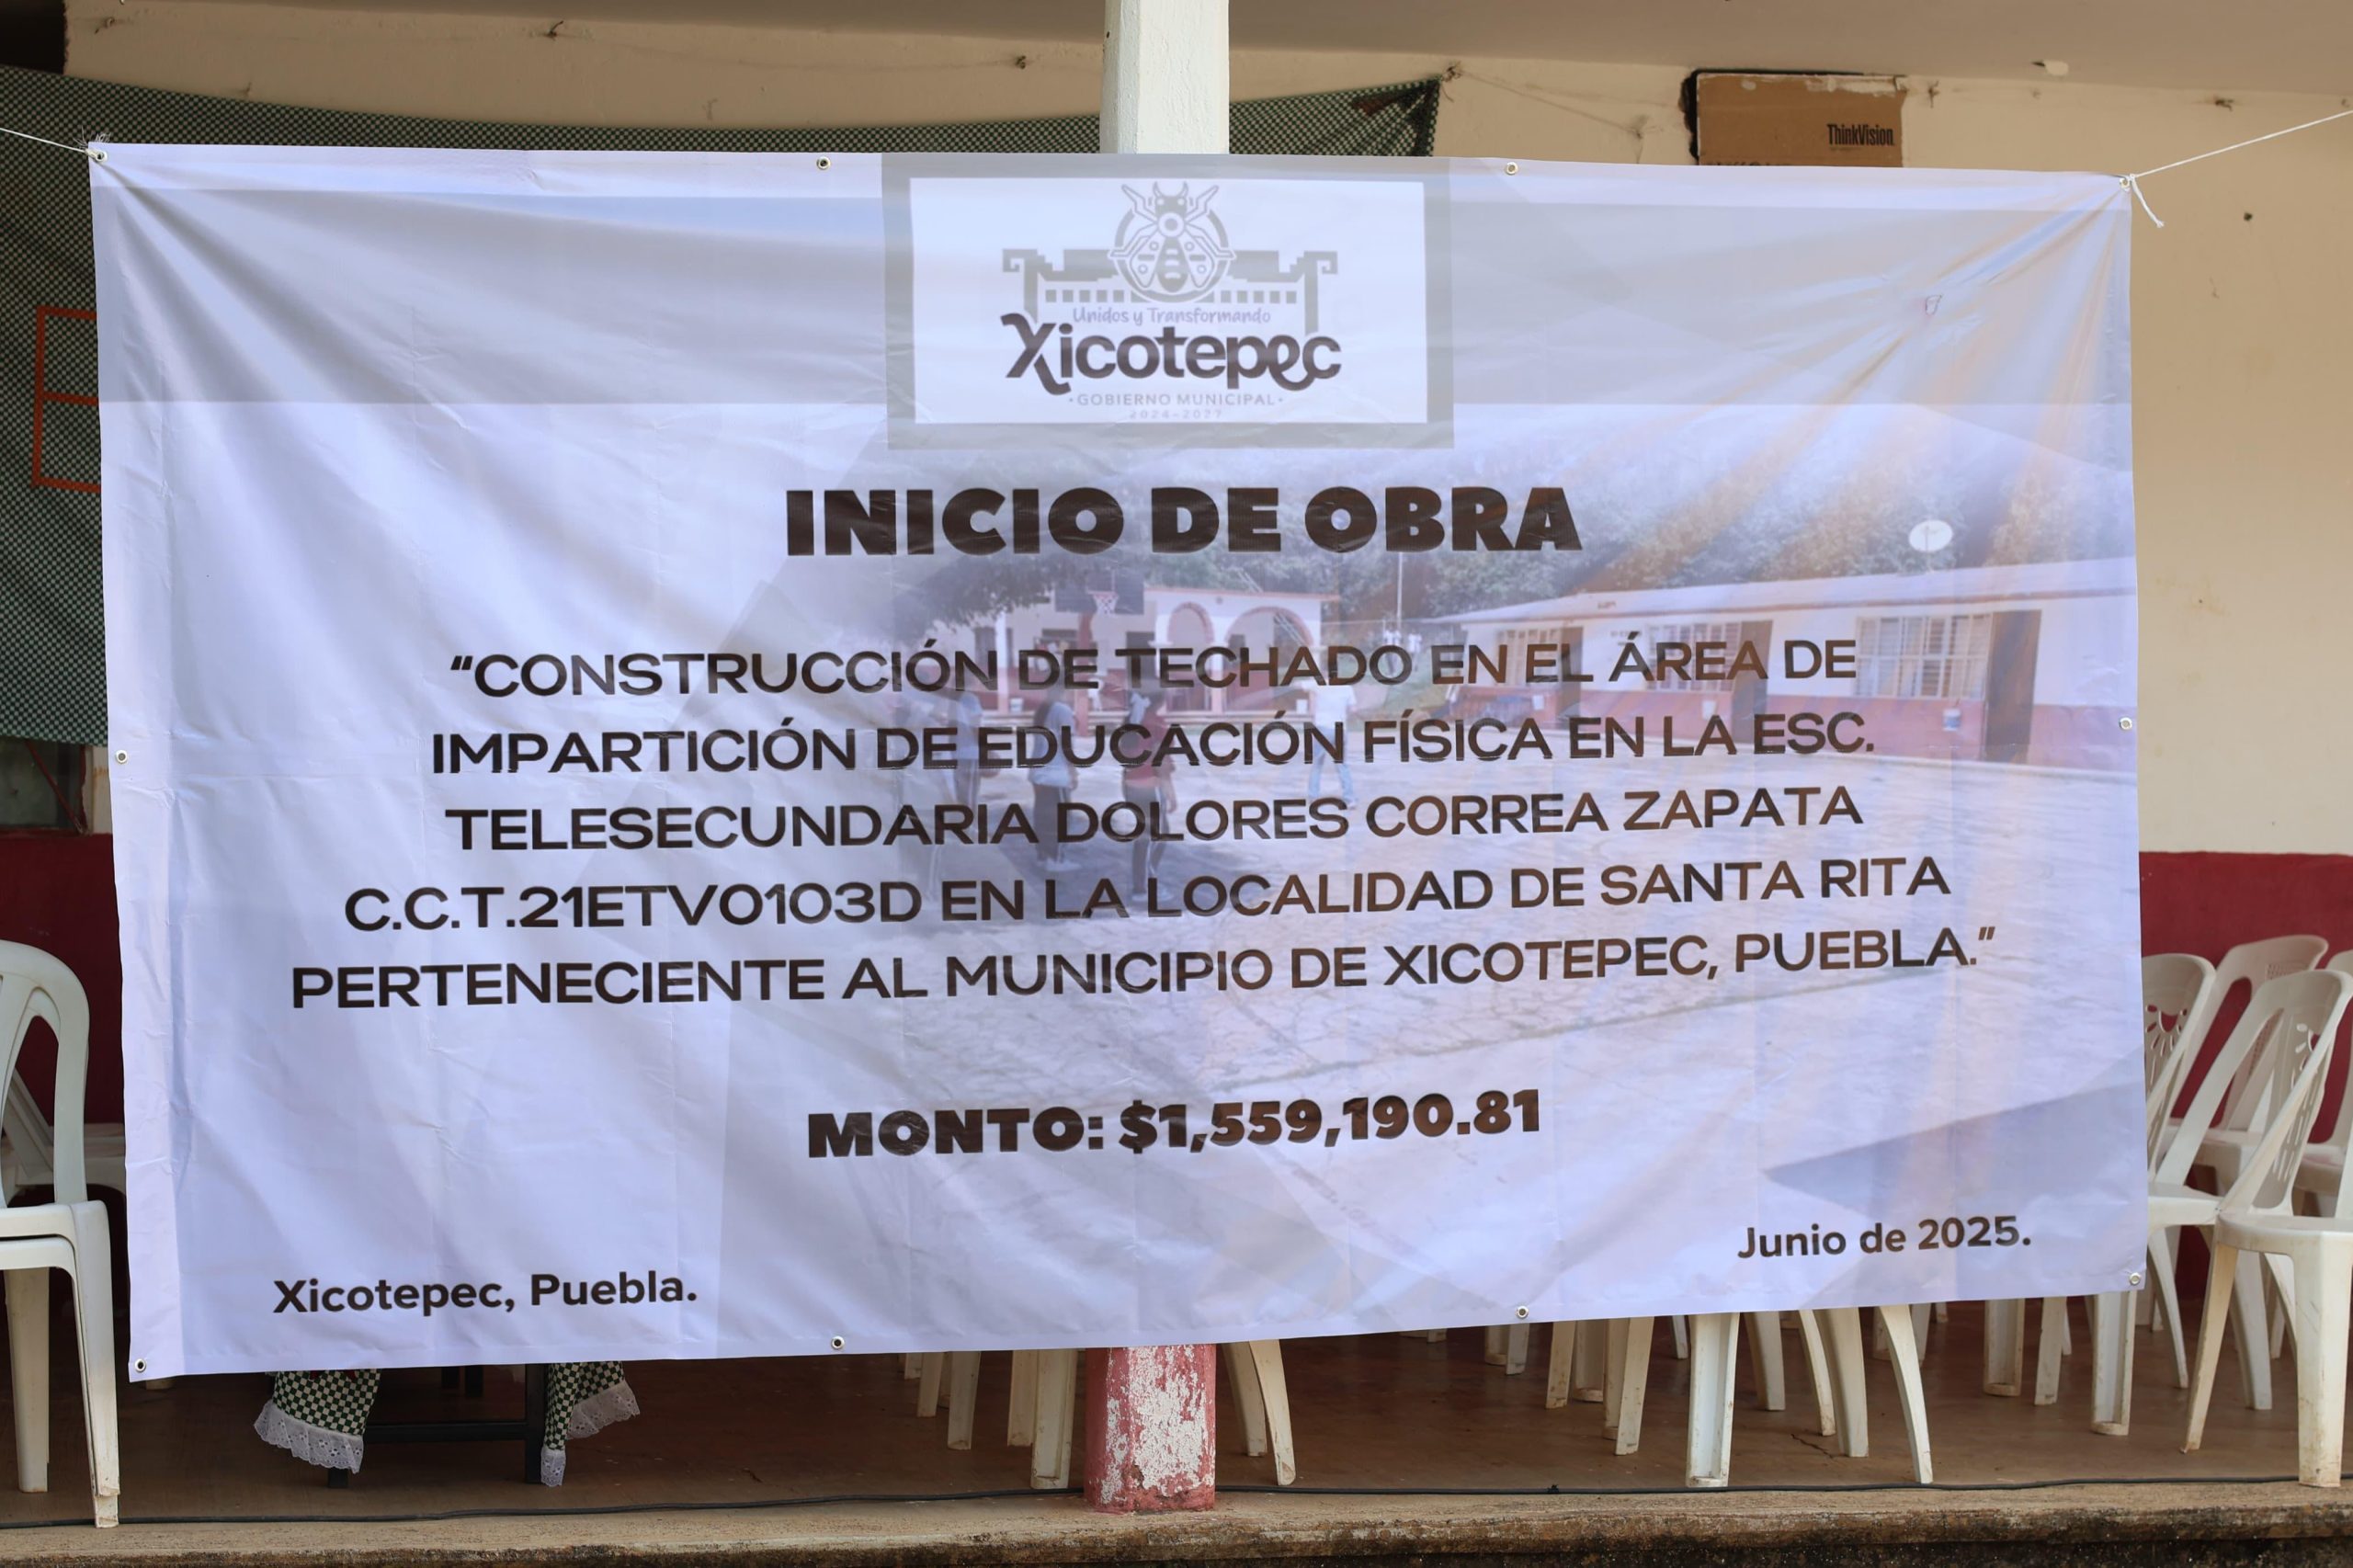 ThinkVision
Unidos y Transformando
Xicotepec
·GOBIERNO MUNICIPAL·
2024-2027
INICIO DE OBRA
"CONSTRUCCIÓN DE TECHADO EN EL ÁREA DE
IMPARTICIÓN DE EDUCACIÓN FÍSICA EN LA ESC.
TELESECUNDARIA DOLORES CORREA ZAPATA
C.C.T.21ETV0103D EN LA LOCALIDAD DE SANTA RITA
PERTENECIENTE AL MUNICIPIO DE XICOTEPEC, PUEBLA."
MONTO: $1,559,190.81
Junio de 2025.
Xicotepec, Puebla.